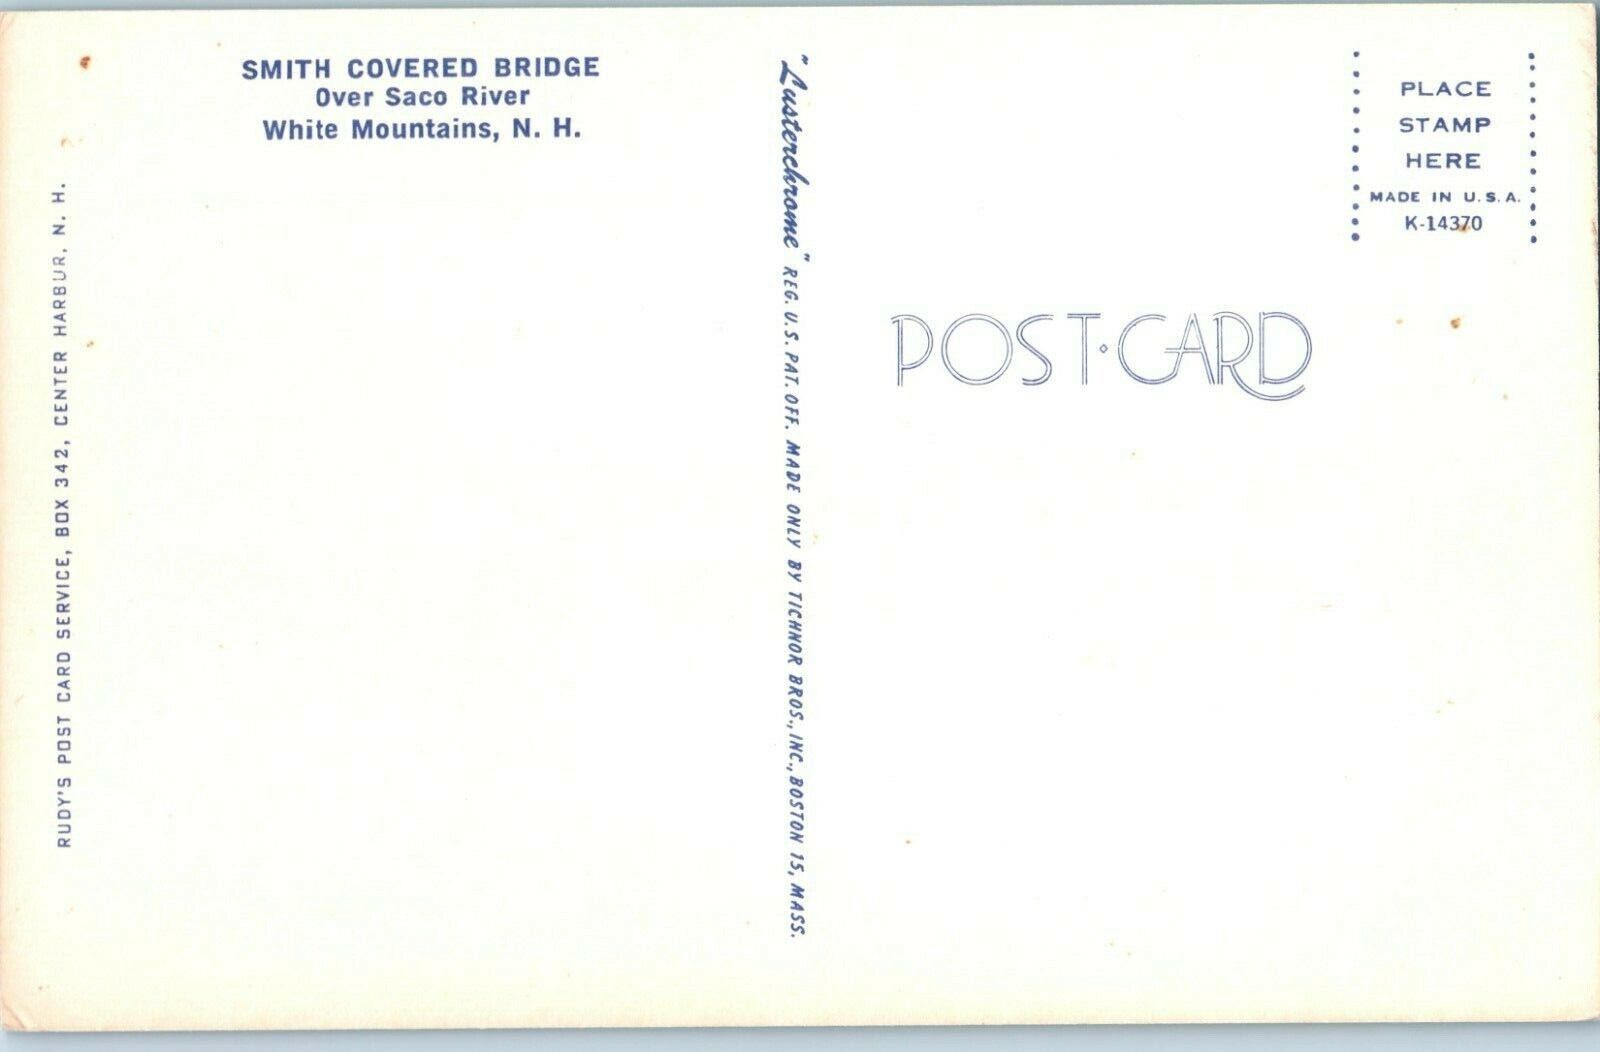 SMITH COVERED BRIDGE
Over Saco River
White Mountains, N. H.
RUDY'S POST CARD SERVICE, BOX 342, CENTER HARBUR, N. H.
"Lusterchrome" REG. U.S. PAT. OFF. MADE ONLY BY TICHNOR BROS., INC., BOSTON 15, MASS.
PLACE
STAMP
HERE
MADE IN U.S.A.
K-14370
POST·CARD